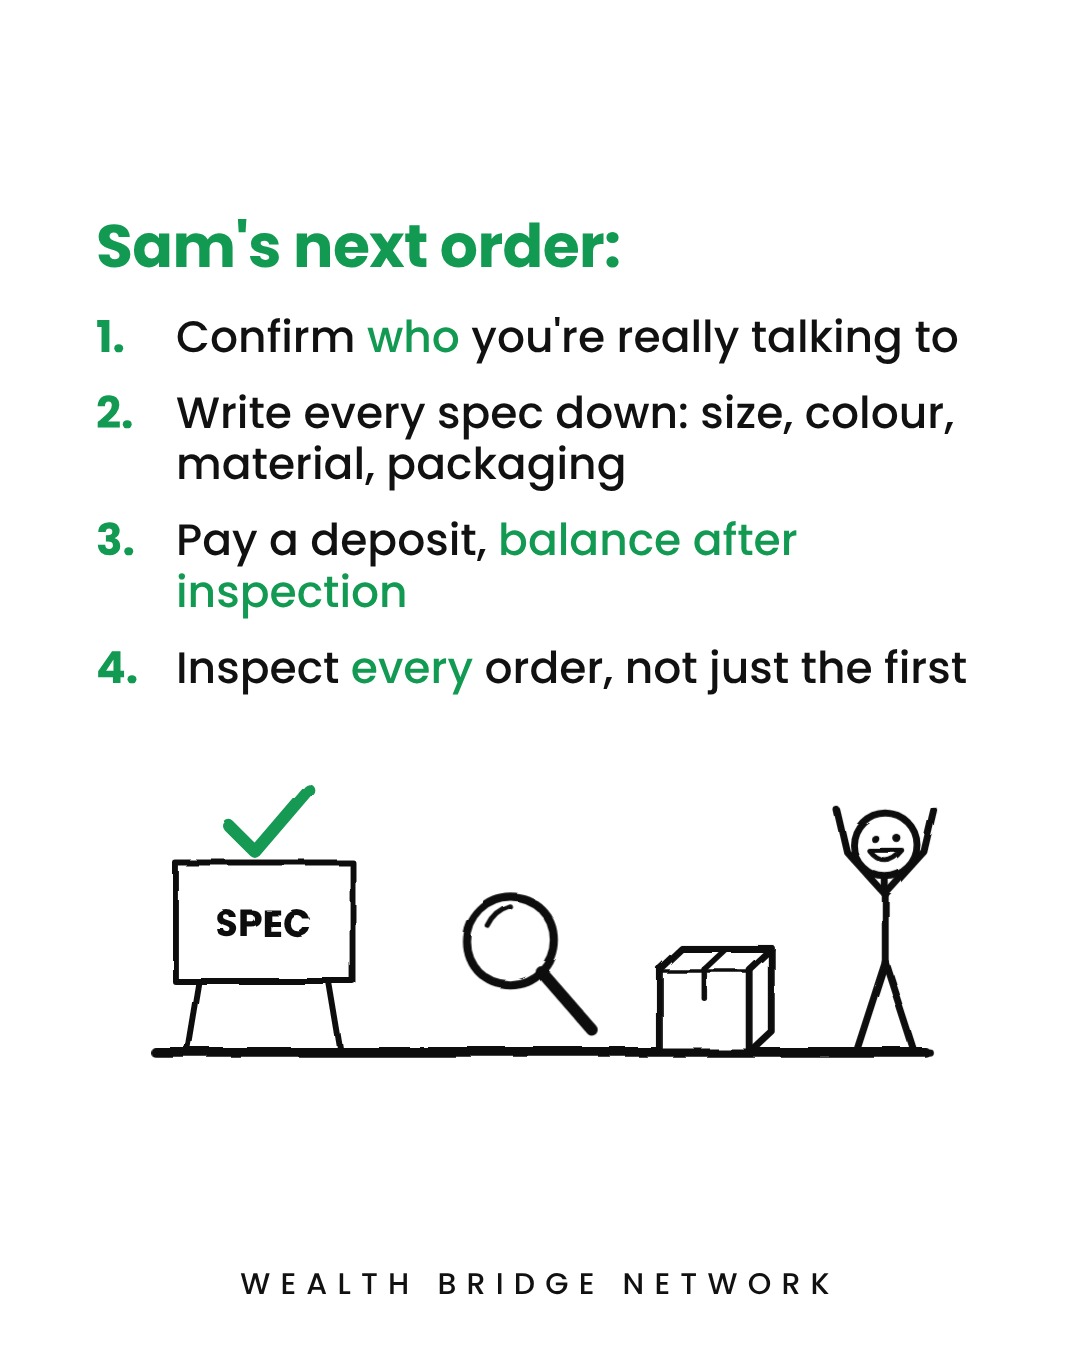 Sam's next order:
1. Confirm who you're really talking to
2. Write every spec down: size, colour,
material, packaging
3. Pay a deposit, balance after
inspection
4. Inspect every order, not just the first
SPEC
WEALTH BRIDGE NETWORK